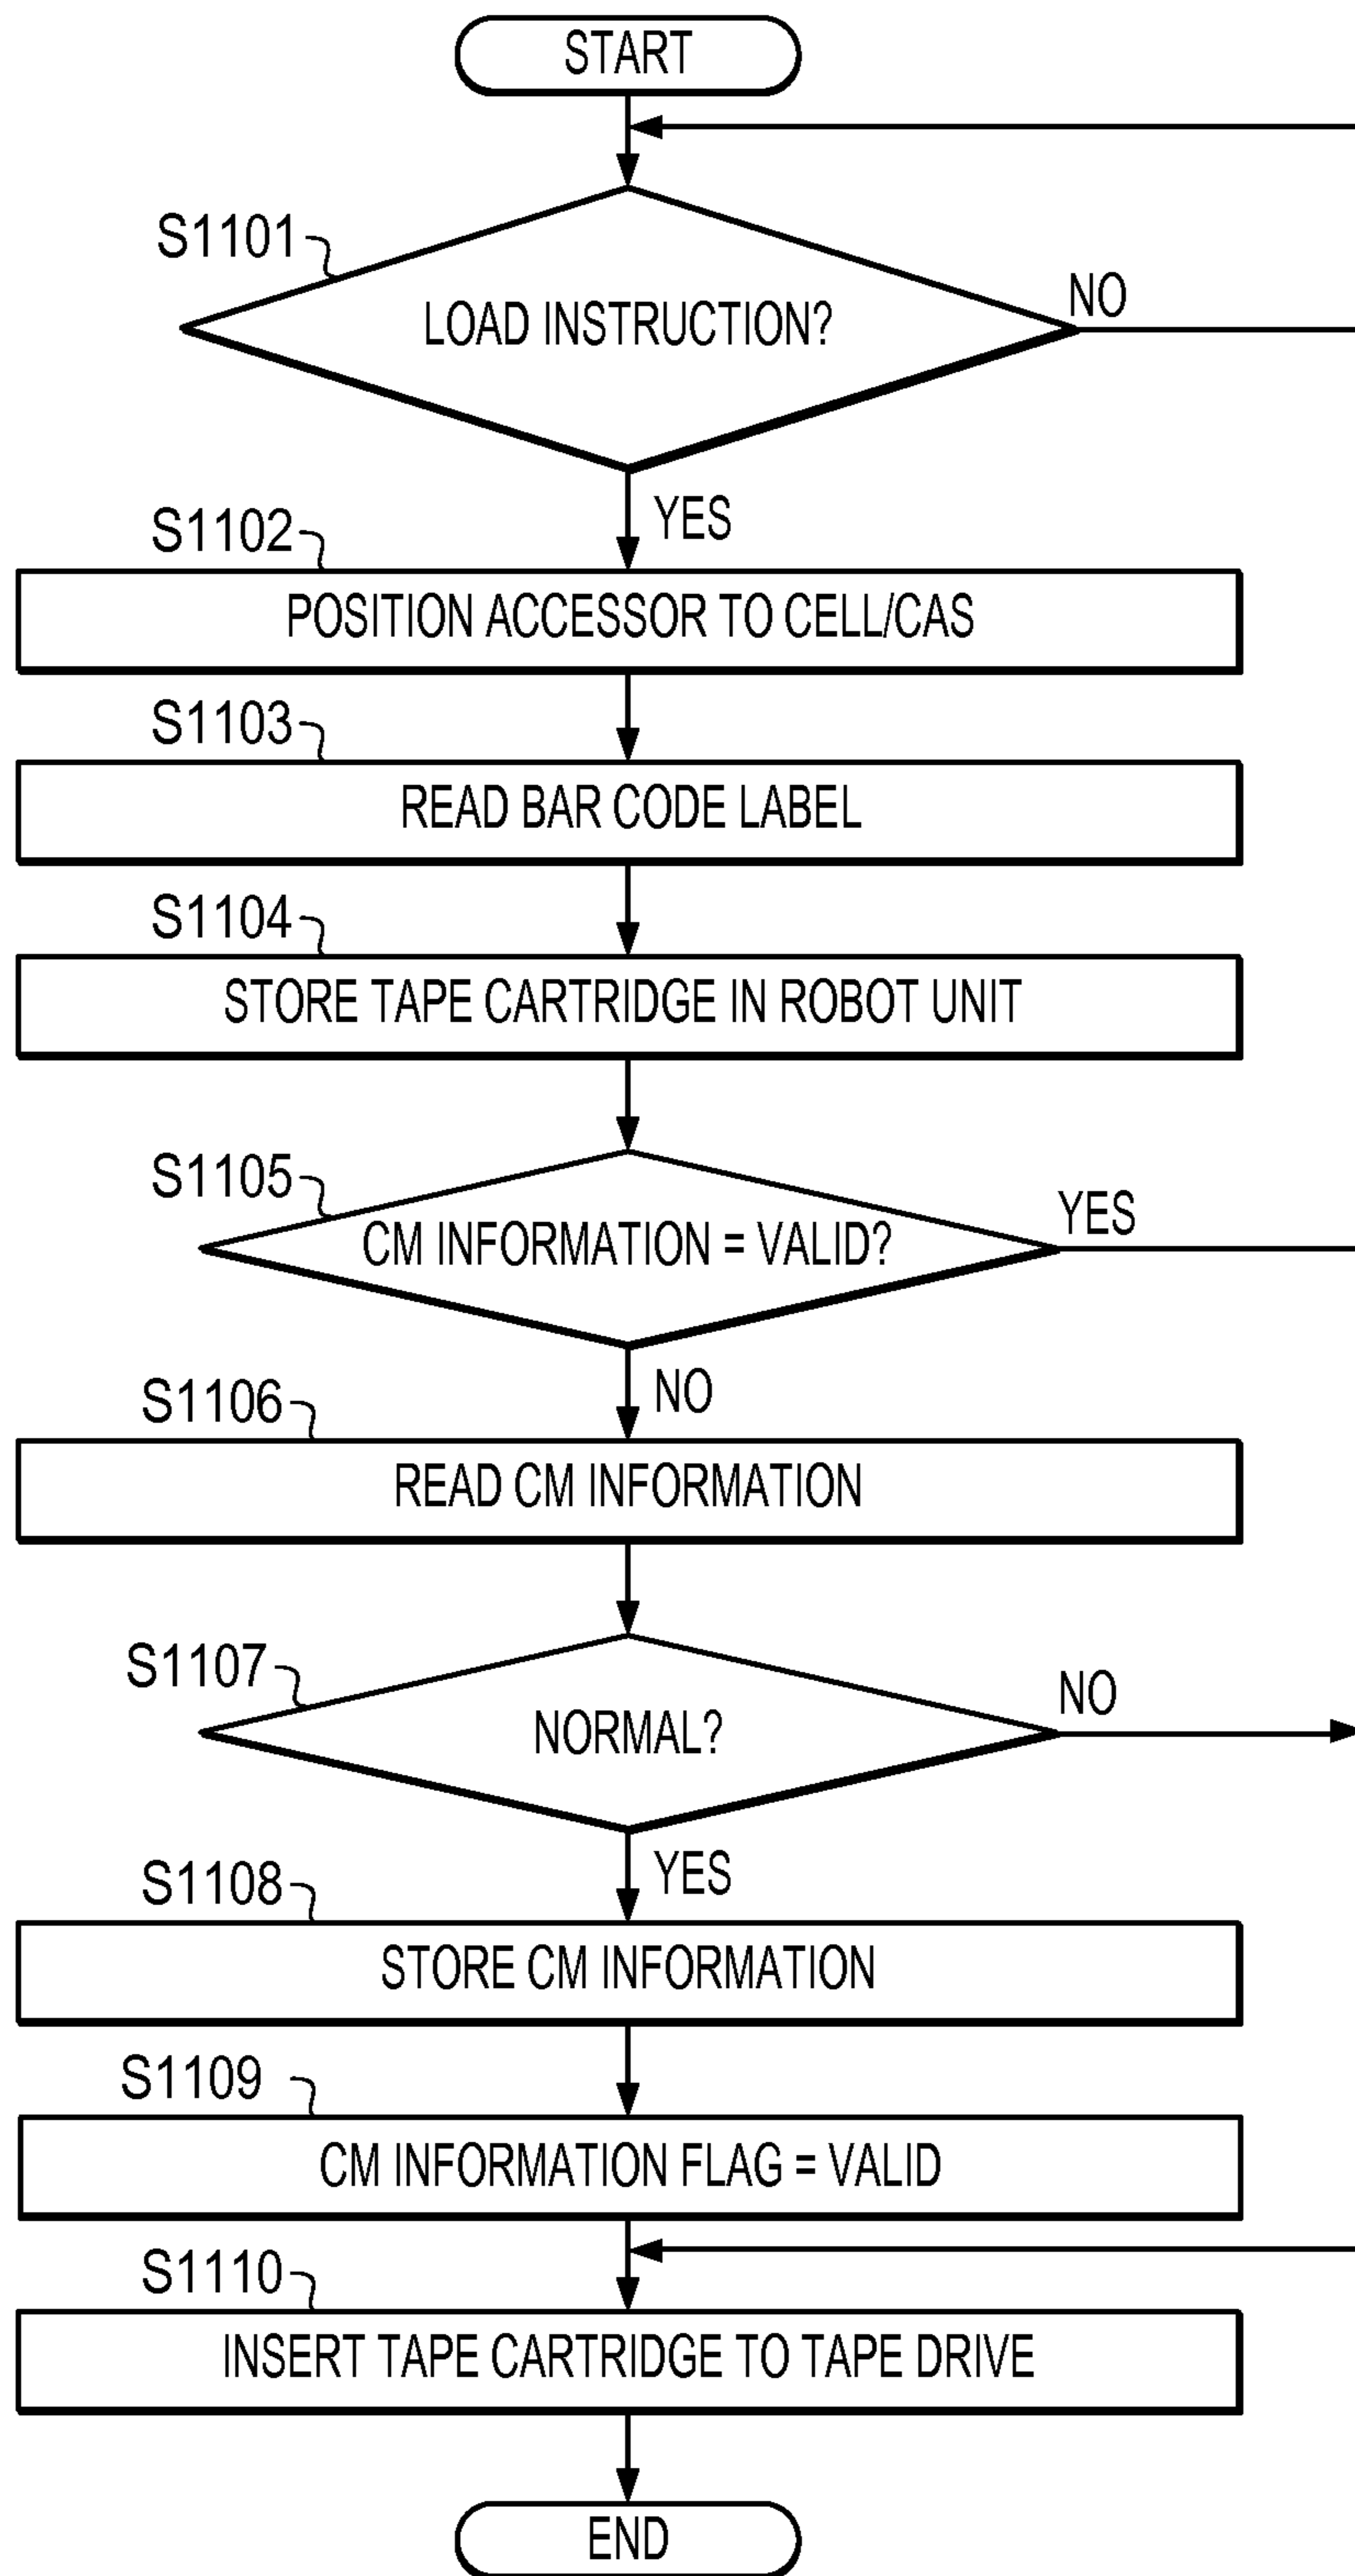 START
S1101
LOAD INSTRUCTION?
NO
YES
S1102
POSITION ACCESSOR TO CELL/CAS
S1103
READ BAR CODE LABEL
S1104
STORE TAPE CARTRIDGE IN ROBOT UNIT
S1105
CM INFORMATION = VALID?
YES
NO
S1106
READ CM INFORMATION
S1107
NORMAL?
NO
YES
S1108
STORE CM INFORMATION
S1109
CM INFORMATION FLAG = VALID
S1110
INSERT TAPE CARTRIDGE TO TAPE DRIVE
END